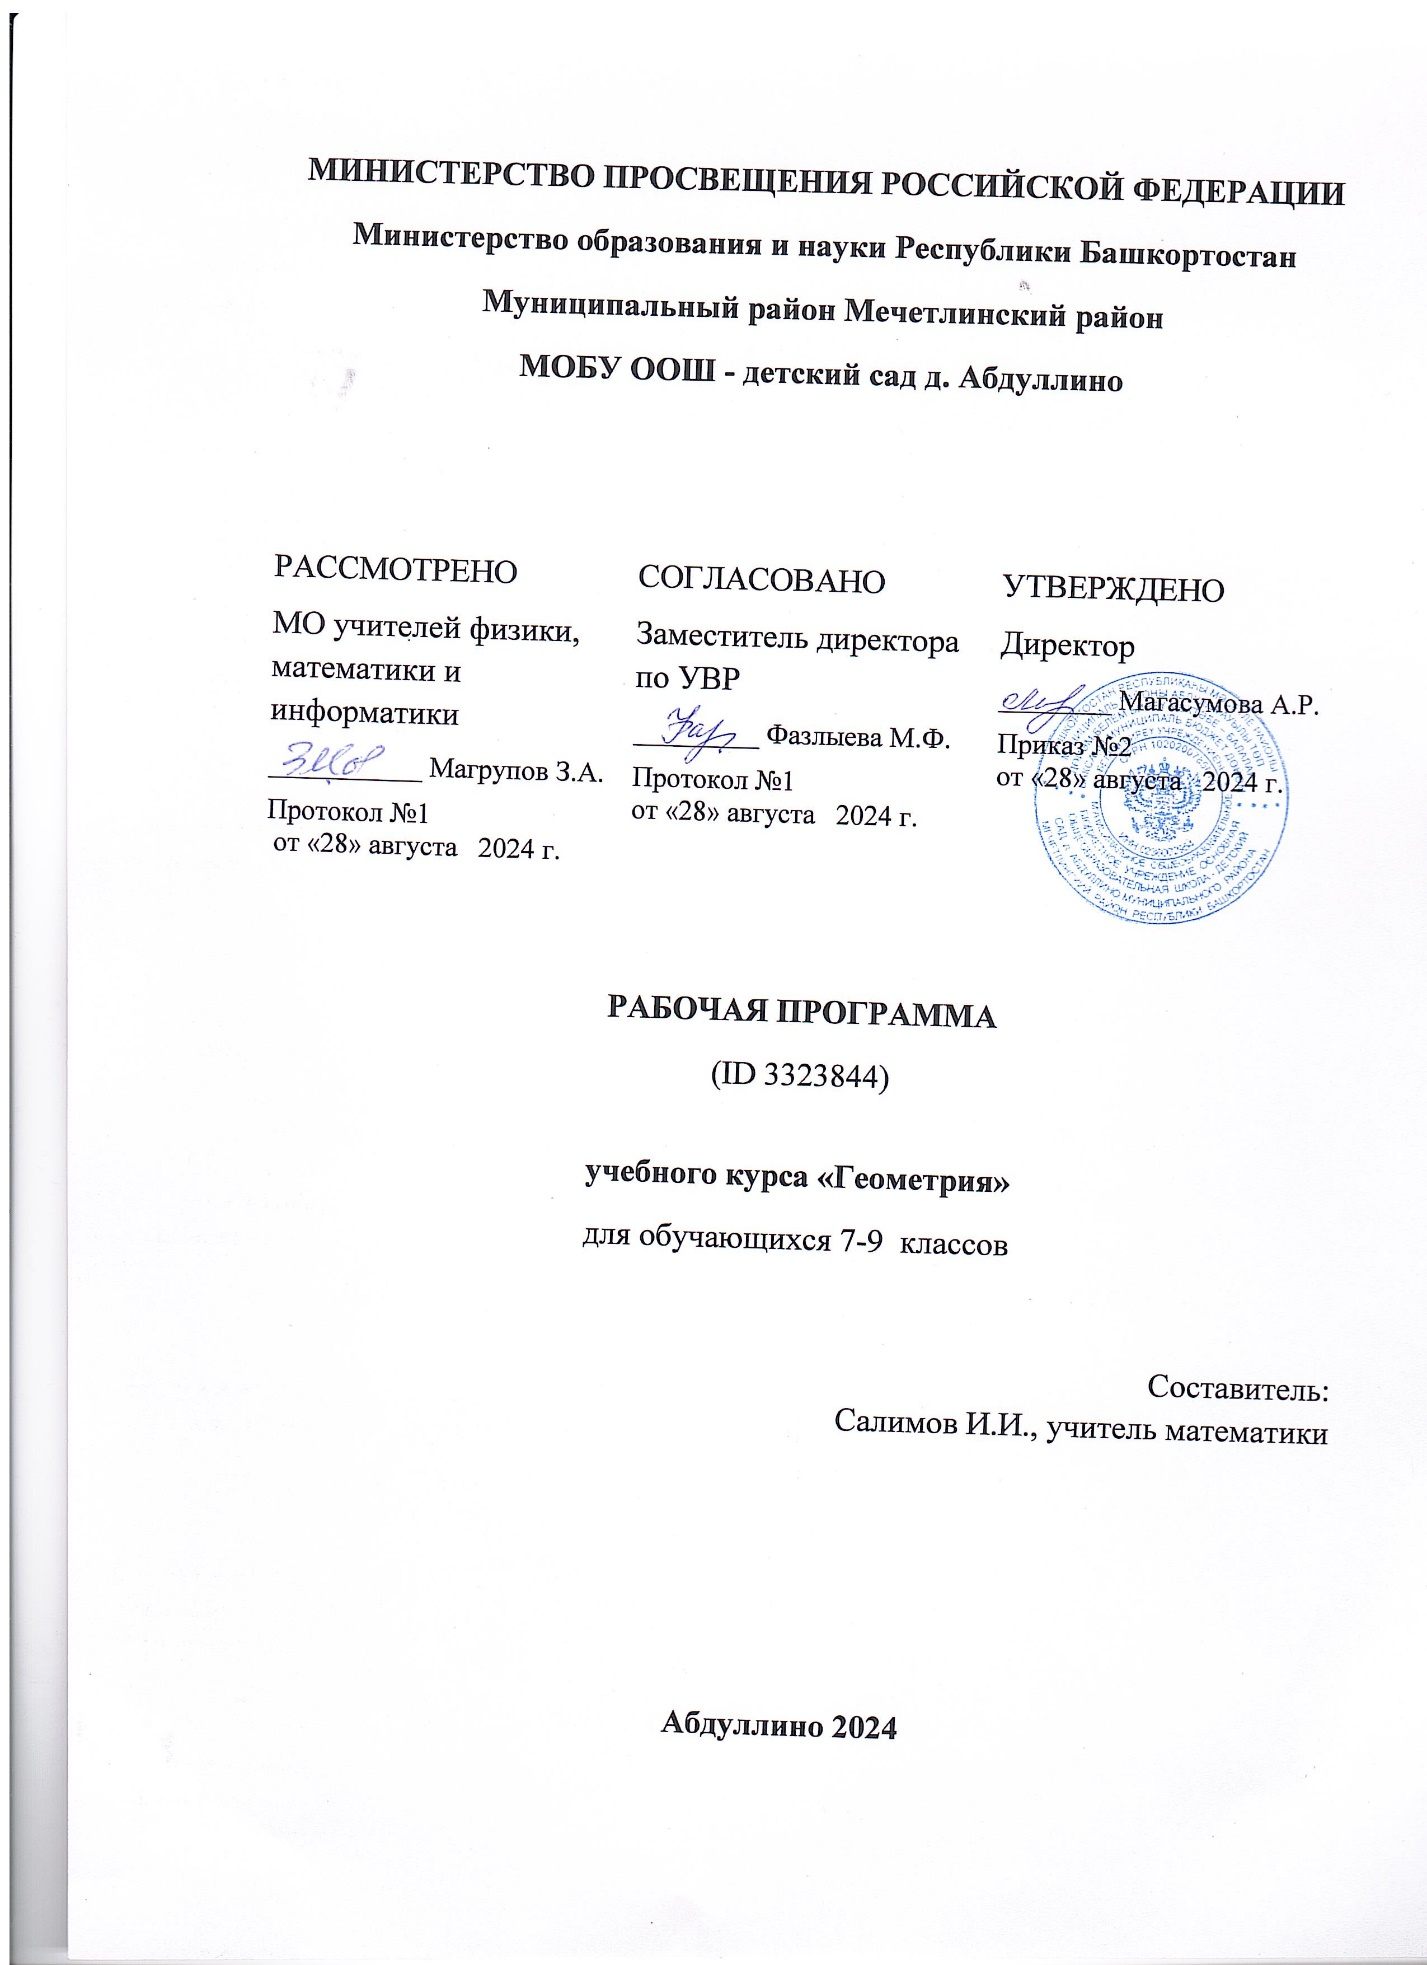 МИНИСТЕРСТВО ПРОСВЕЩЕНИЯ РОССИЙСКОЙ ФЕДЕРАЦИИ
Министерство образования и науки Республики Башкортостан
Муниципальный район Мечетлинский район
МОБУ ООШ - детский сад д. Абдуллино
РАССМОТРЕНО
МО учителей физики,
математики и
информатики
Магрупов З.А.
Протокол №1
от «28» августа 2024 г.
СОГЛАСОВАНО
Заместитель директора
по УВР
Фазлыева М.Ф.
Протокол №1
от «28» августа 2024 г.
УТВЕРЖДЕНО
Директор
Магасумова А.Р.
Приказ №2
от «28» августа 2024 г.
РАБОЧАЯ ПРОГРАММА
(ID 3323844)
учебного курса «Геометрия»
для обучающихся 7-9 классов
Составитель:
Салимов И.И., учитель математики
Абдуллино 2024